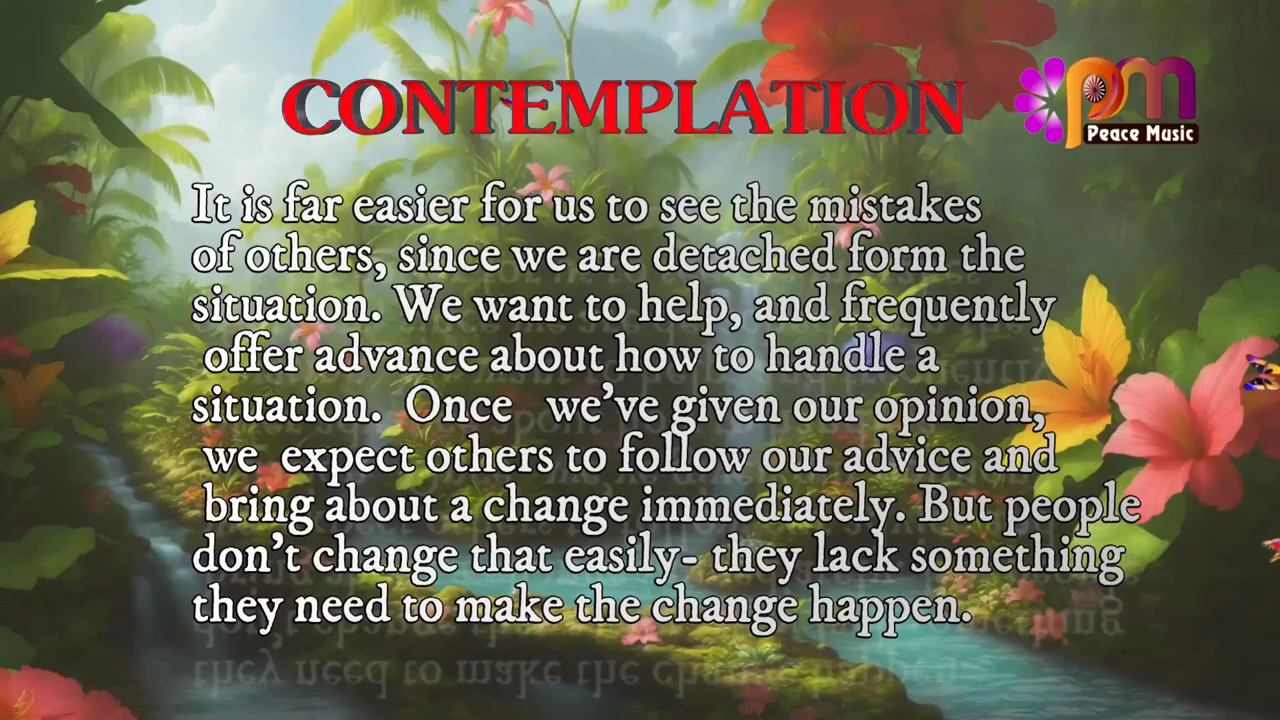 CONTEMPLATION
pm
Peace Music
It is far easier for us to see the mistakes
of others, since we are detached form the
situation. We want to help, and frequently
offer advance about how to handle a
situation. Once we've given our opinion,
we expect others to follow our advice and
bring about a change immediately. But people
don't change that easily- they lack something
they need to make the change happen.